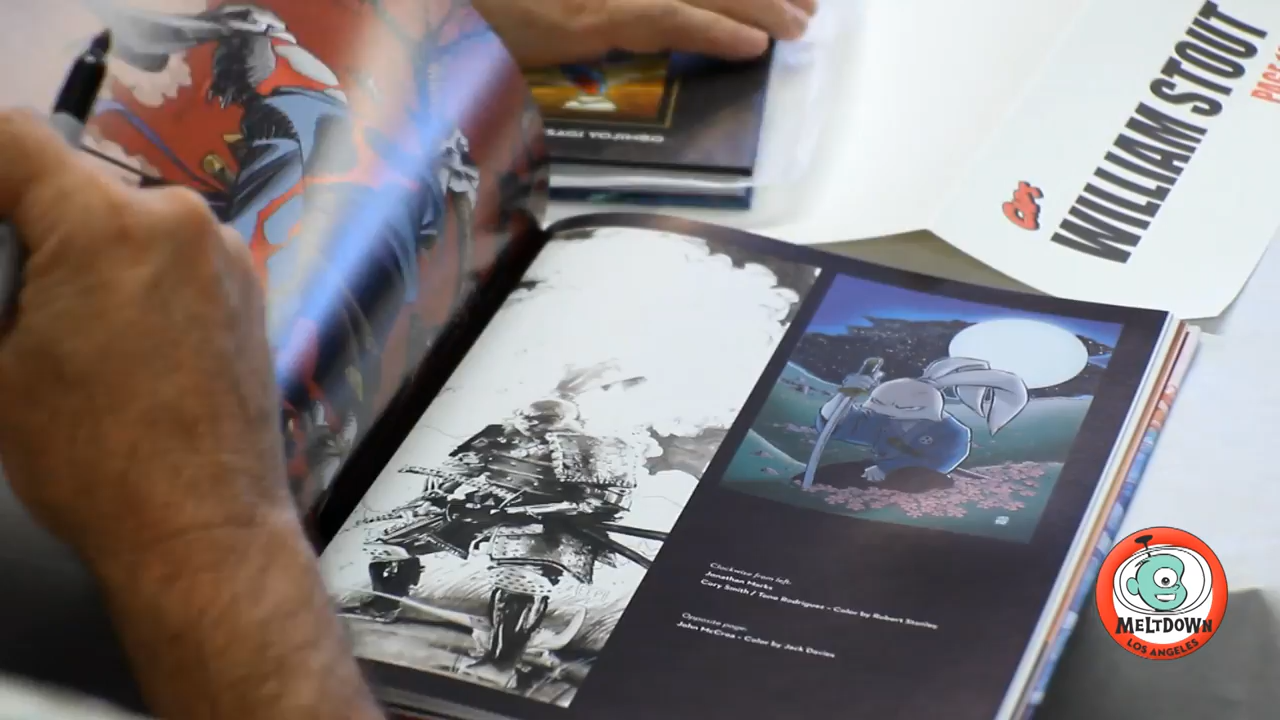 WILLIAM STOUT
Clockwise from left:
Jonathan Marks
Cory Smith / Tone Rodriguez - Color by Robert Stanley
Opposite page:
John McCrea - Color by Jack Davies
MELTDOWN
LOS ANGELES